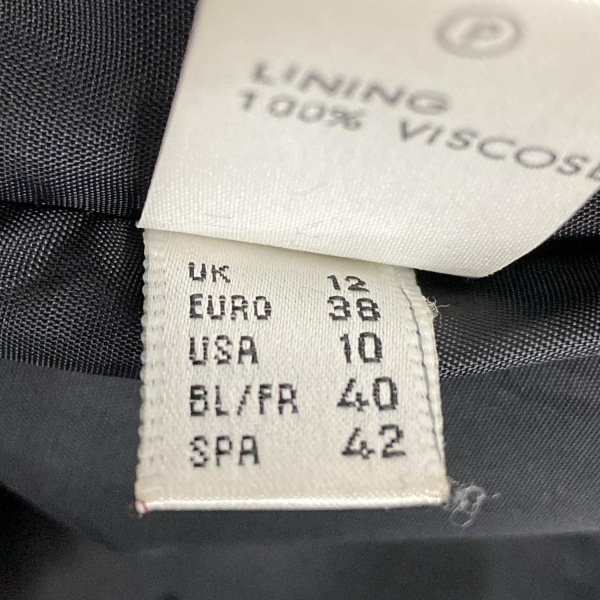 P
LINING
100% VISCOSE
UK 12
EURO 38
USA 10
BL/FR 40
SPA 42